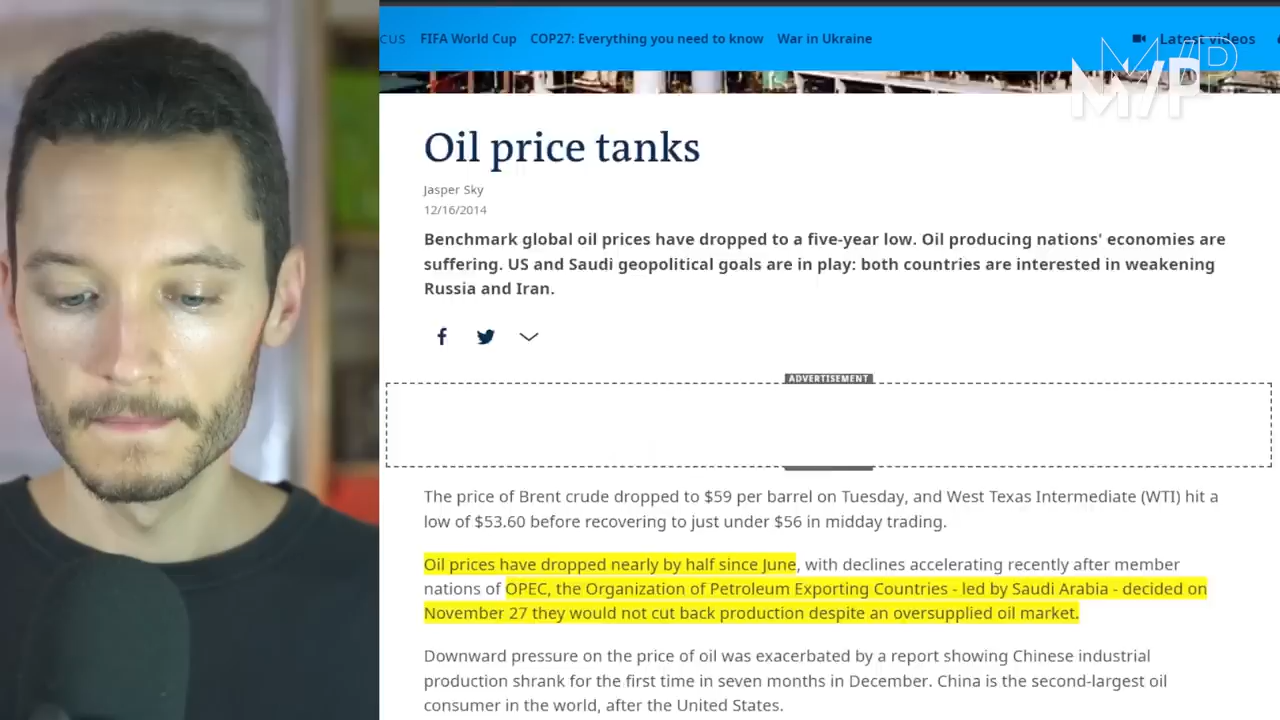 CUS FIFA World Cup COP27: Everything you need to know War in Ukraine Latest videos
M/P
M/P
Oil price tanks
Jasper Sky
12/16/2014
Benchmark global oil prices have dropped to a five-year low. Oil producing nations' economies are
suffering. US and Saudi geopolitical goals are in play: both countries are interested in weakening
Russia and Iran.
ADVERTISEMENT
The price of Brent crude dropped to $59 per barrel on Tuesday, and West Texas Intermediate (WTI) hit a
low of $53.60 before recovering to just under $56 in midday trading.
Oil prices have dropped nearly by half since June, with declines accelerating recently after member
nations of OPEC, the Organization of Petroleum Exporting Countries - led by Saudi Arabia - decided on
November 27 they would not cut back production despite an oversupplied oil market.
Downward pressure on the price of oil was exacerbated by a report showing Chinese industrial
production shrank for the first time in seven months in December. China is the second-largest oil
consumer in the world, after the United States.